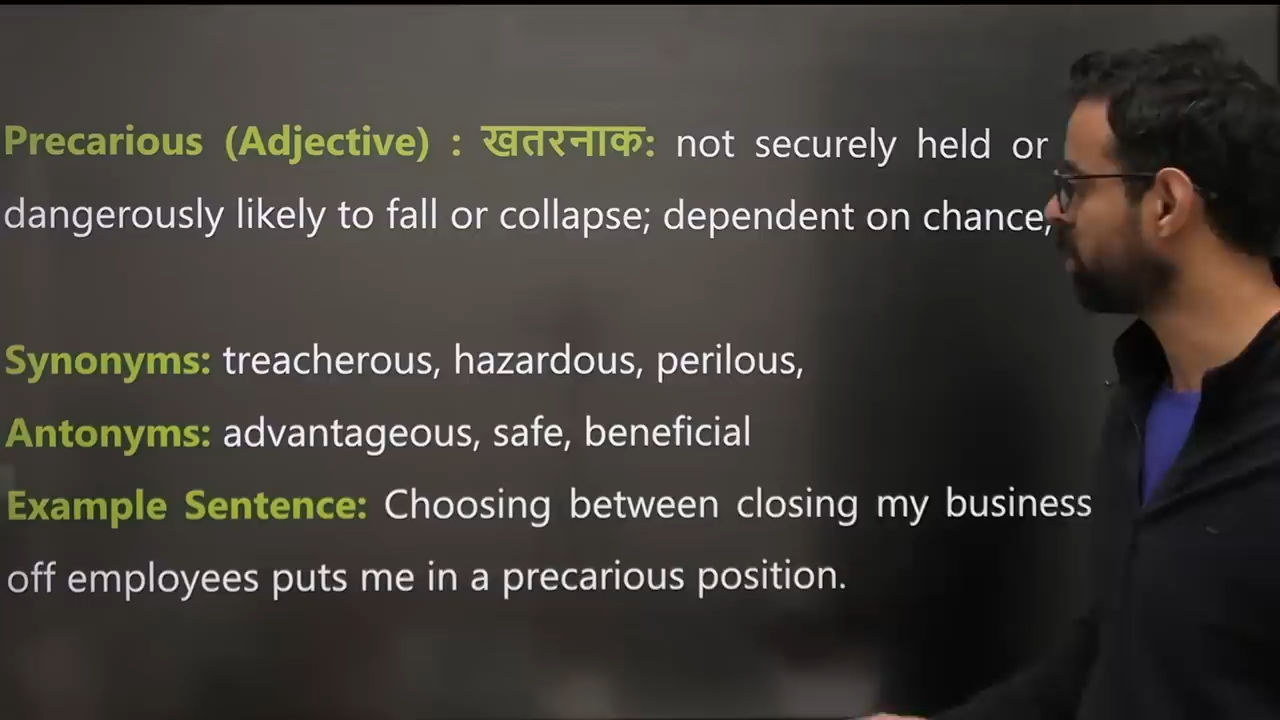 Precarious (Adjective) : खतरनाक: not securely held or
dangerously likely to fall or collapse; dependent on chance,
Synonyms: treacherous, hazardous, perilous,
Antonyms: advantageous, safe, beneficial
Example Sentence: Choosing between closing my business
off employees puts me in a precarious position.